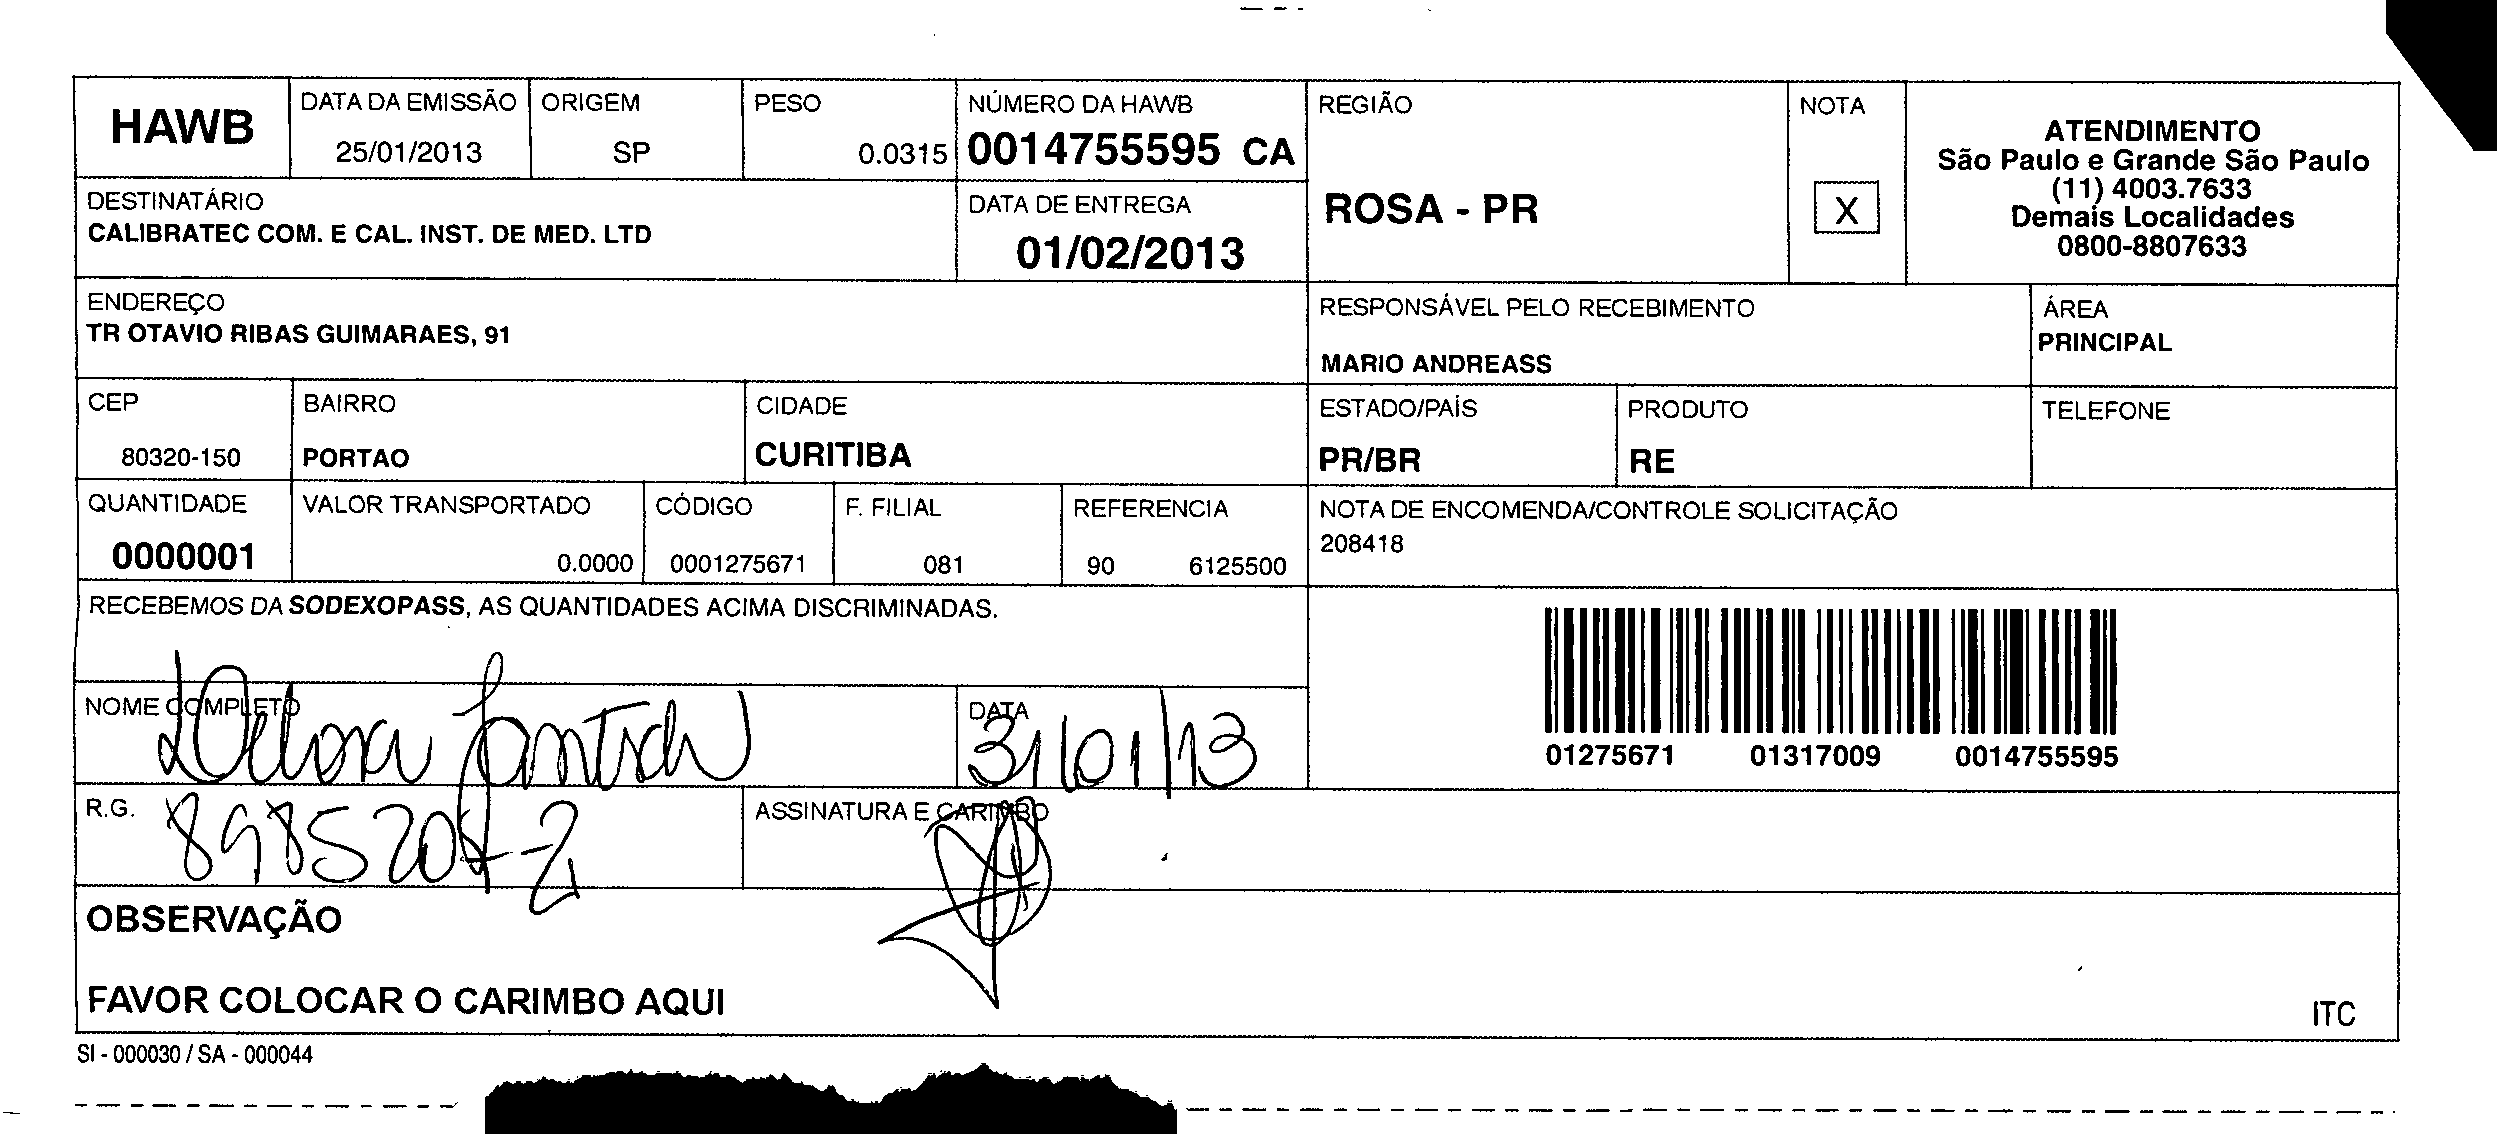 HAWB
DATA DA EMISSÃO
25/01/2013
ORIGEM
SP
PESO
0.0315
NÚMERO DA HAWB
0014755595 CA
REGIÃO
ROSA - PR
NOTA
X
ATENDIMENTO
São Paulo e Grande São Paulo
(11) 4003.7633
Demais Localidades
0800-8807633
DESTINATÁRIO
CALIBRATEC COM. E CAL. INST. DE MED. LTD
DATA DE ENTREGA
01/02/2013
ENDEREÇO
TR OTAVIO RIBAS GUIMARAES, 91
RESPONSÁVEL PELO RECEBIMENTO
MARIO ANDREASS
ÁREA
PRINCIPAL
CEP
80320-150
BAIRRO
PORTAO
CIDADE
CURITIBA
ESTADO/PAÍS
PR/BR
PRODUTO
RE
TELEFONE
QUANTIDADE
0000001
VALOR TRANSPORTADO
0.0000
CÓDIGO
0001275671
F. FILIAL
081
REFERENCIA
90 6125500
NOTA DE ENCOMENDA/CONTROLE SOLICITAÇÃO
208418
RECEBEMOS DA SODEXOPASS, AS QUANTIDADES ACIMA DISCRIMINADAS.
01275671 01317009 0014755595
NOME COMPLETO
DATA
31/01/13
R.G.
ASSINATURA E CARIMBO
OBSERVAÇÃO
FAVOR COLOCAR O CARIMBO AQUI
ITC
SI - 000030 / SA - 000044